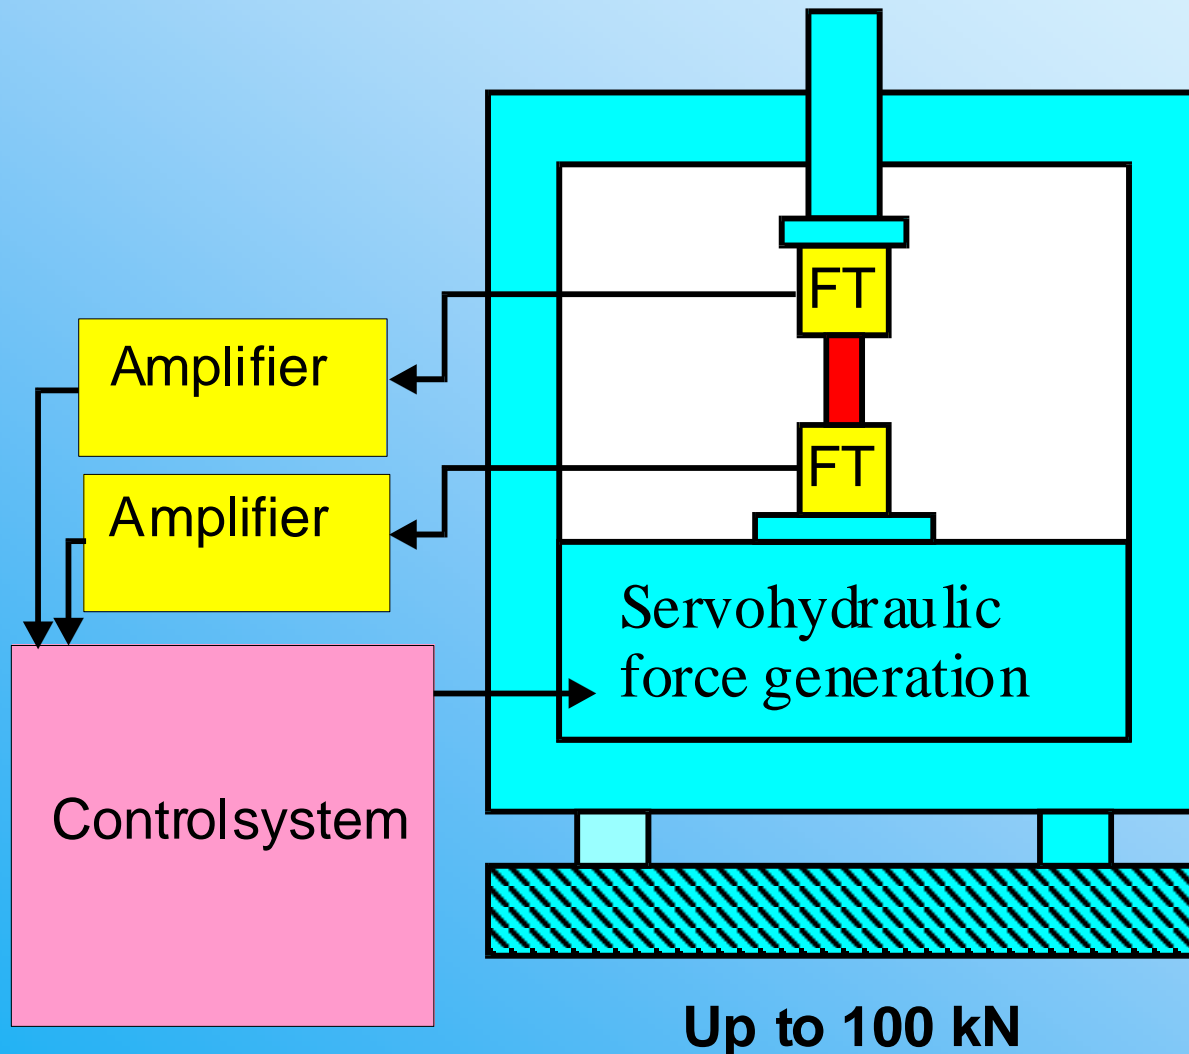 FT
Amplifier
FT
Amplifier
Servohydraulic
force generation
Controlsystem
Up to 100 kN